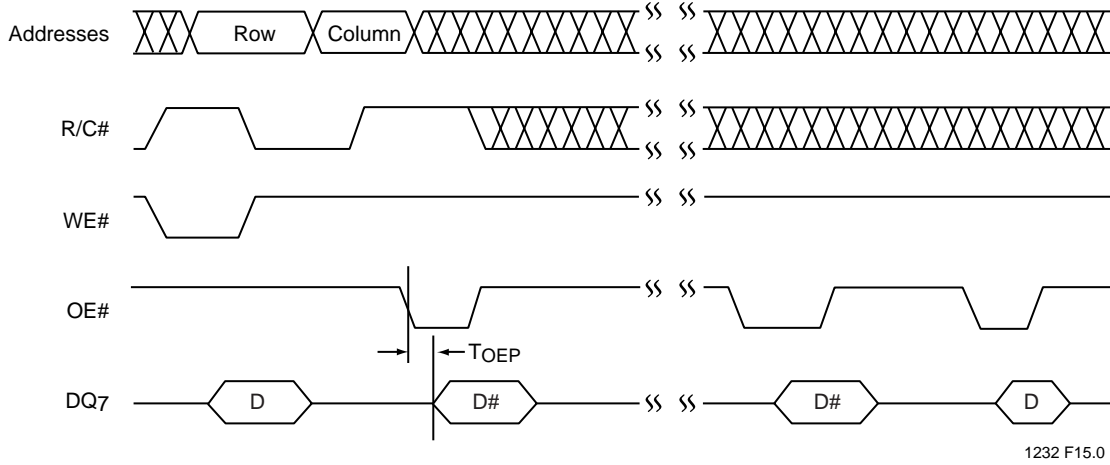 Addresses
Row
Column
R/C#
WE#
OE#
TOEP
DQ7
D
D#
D#
D
1232 F15.0